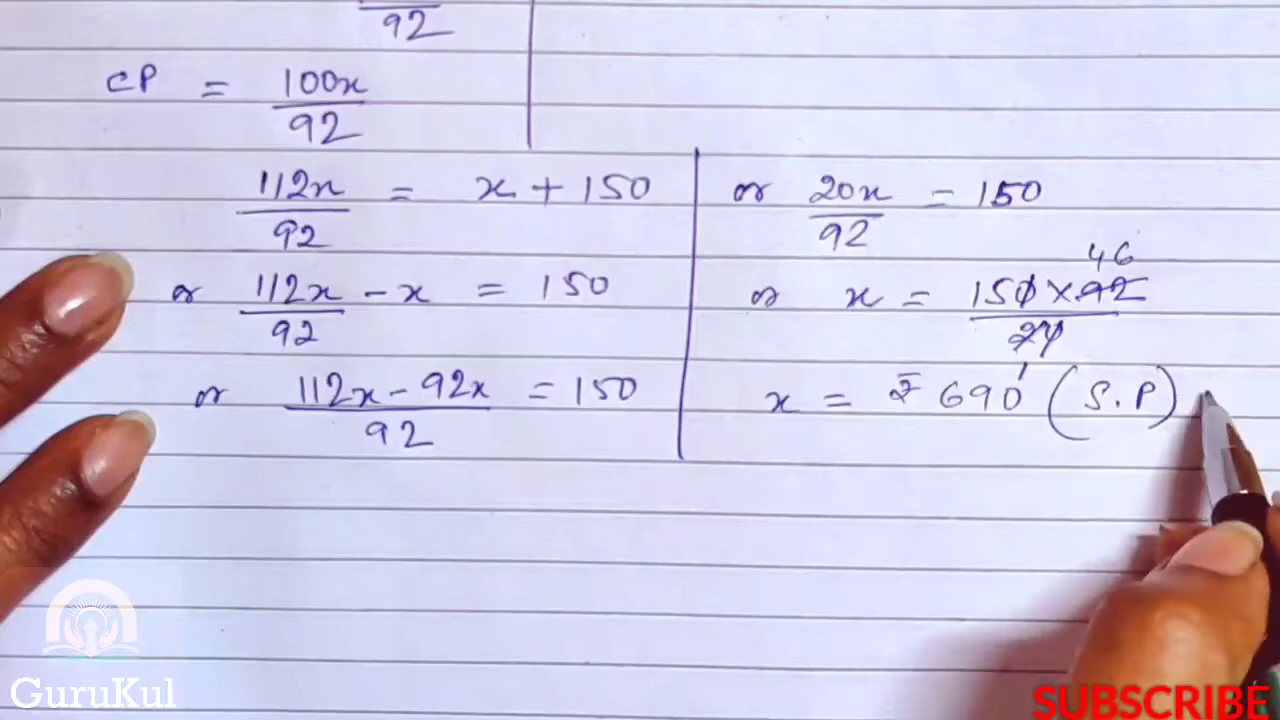 92
CP = 100x/92
112x/92 = x + 150
or 112x/92 - x = 150
or 112x - 92x/92 = 150
or 20x/92 = 150
46
or x = 150 × 92/20
1
x = ₹ 690 (S.P)
GuruKul
SUBSCRIBE